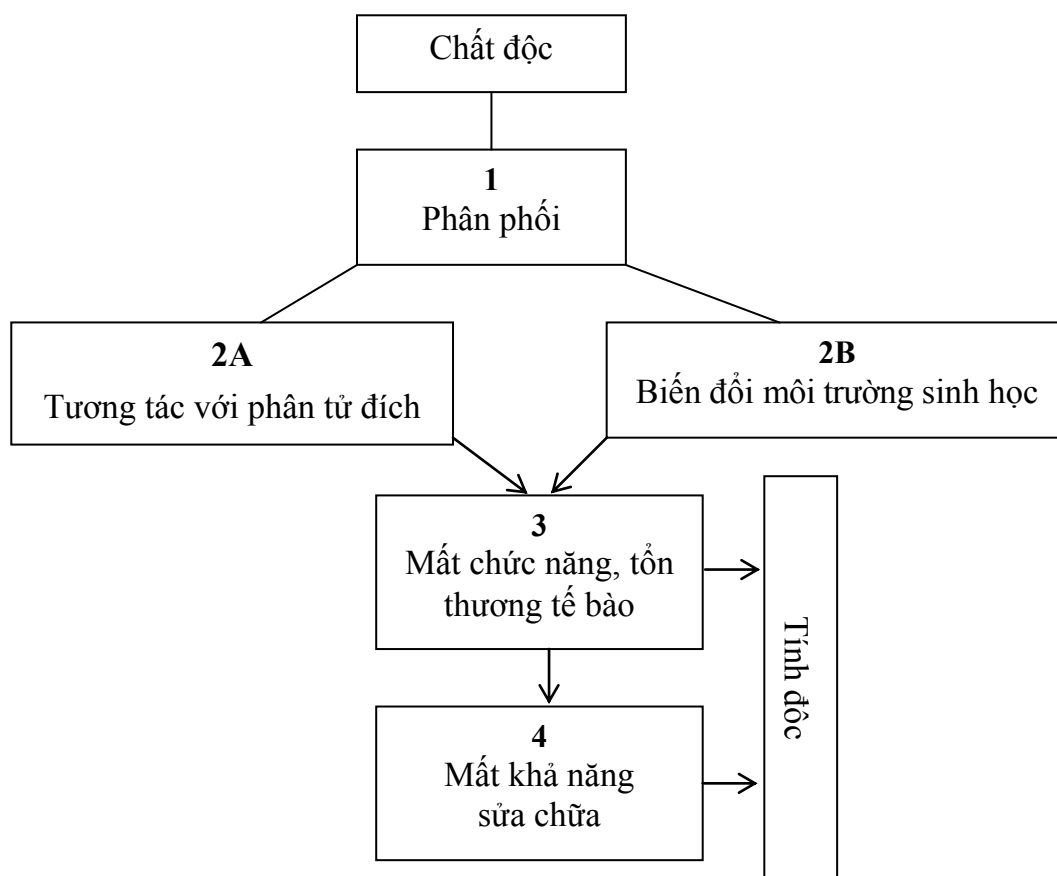 Chất độc
1
Phân phối
2A
Tương tác với phân tử đích
2B
Biến đổi môi trường sinh học
3
Mất chức năng, tổn
thương tế bào
4
Mất khả năng
sửa chữa
Tính đôc